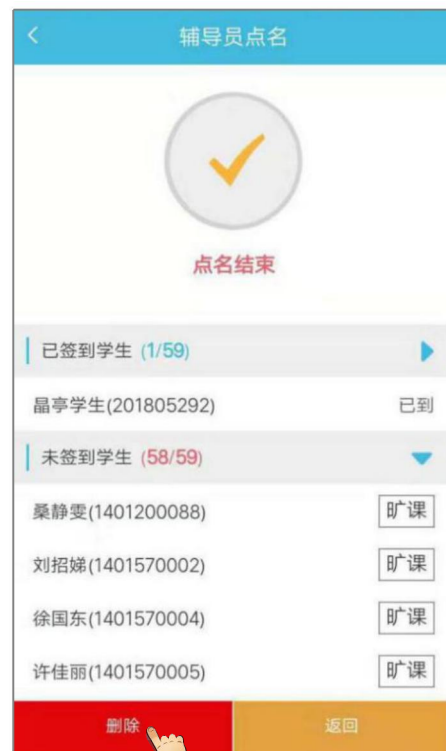 辅导员点名
点名结束
已签到学生 (1/59)
晶亭学生(201805292) 已到
未签到学生 (58/59)
桑静雯(1401200088) 旷课
刘招娣(1401570002) 旷课
徐国东(1401570004) 旷课
许佳丽(1401570005) 旷课
删除 返回